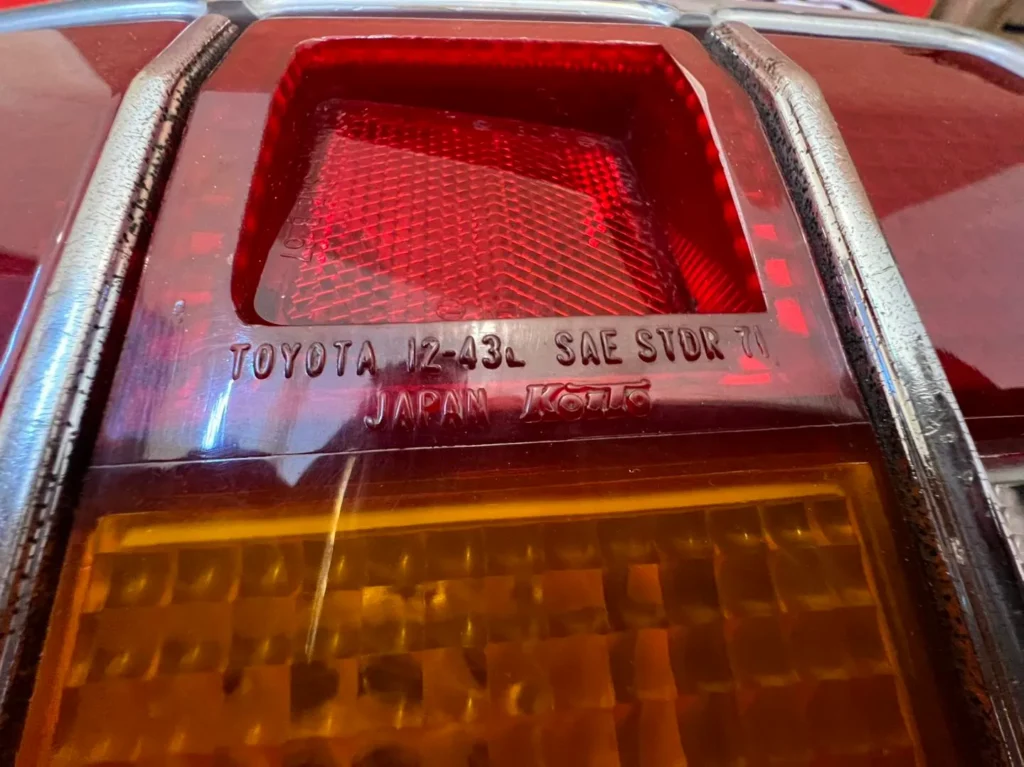 TOYOTA 12-43L SAE STDR 71
JAPAN KOITO